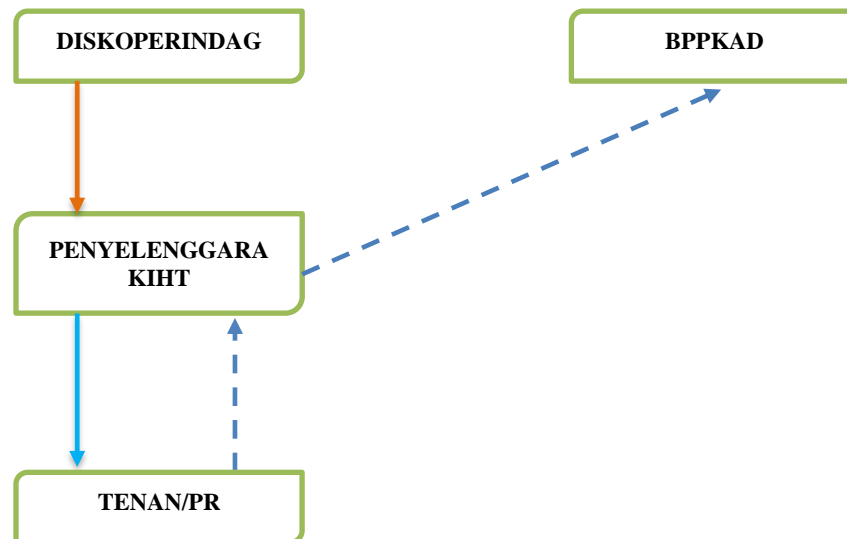 DISKOPERINDAG
BPPKAD
PENYELENGGARA
KIHT
TENAN/PR